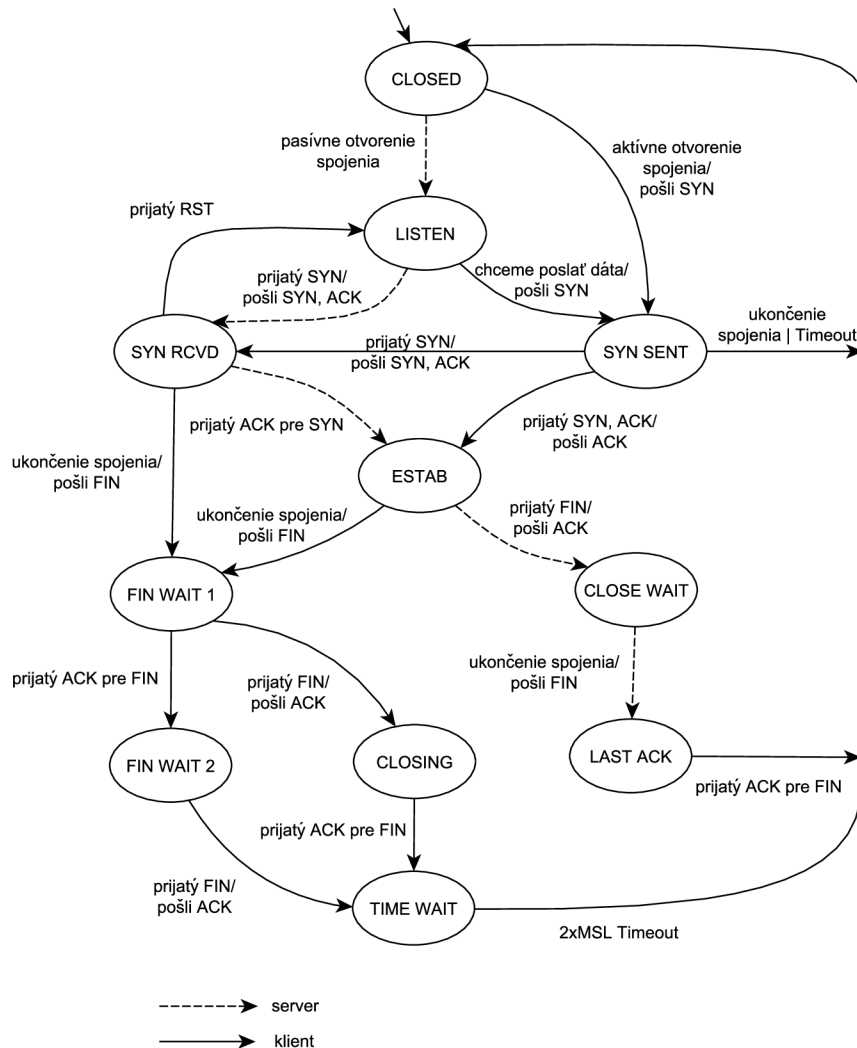 CLOSED
pasívne otvorenie
spojenia
aktívne otvorenie
spojenia/
pošli SYN
prijatý RST
LISTEN
prijatý SYN/
pošli SYN, ACK
chceme poslať dáta/
pošli SYN
ukončenie
spojenia | Timeout
SYN RCVD
prijatý SYN/
pošli SYN, ACK
SYN SENT
prijatý ACK pre SYN
prijatý SYN, ACK/
pošli ACK
ukončenie spojenia/
pošli FIN
ESTAB
ukončenie spojenia/
pošli FIN
prijatý FIN/
pošli ACK
FIN WAIT 1
CLOSE WAIT
prijatý ACK pre FIN
prijatý FIN/
pošli ACK
ukončenie spojenia/
pošli FIN
FIN WAIT 2
CLOSING
LAST ACK
prijatý ACK pre FIN
prijatý ACK pre FIN
prijatý FIN/
pošli ACK
TIME WAIT
2xMSL Timeout
server
klient